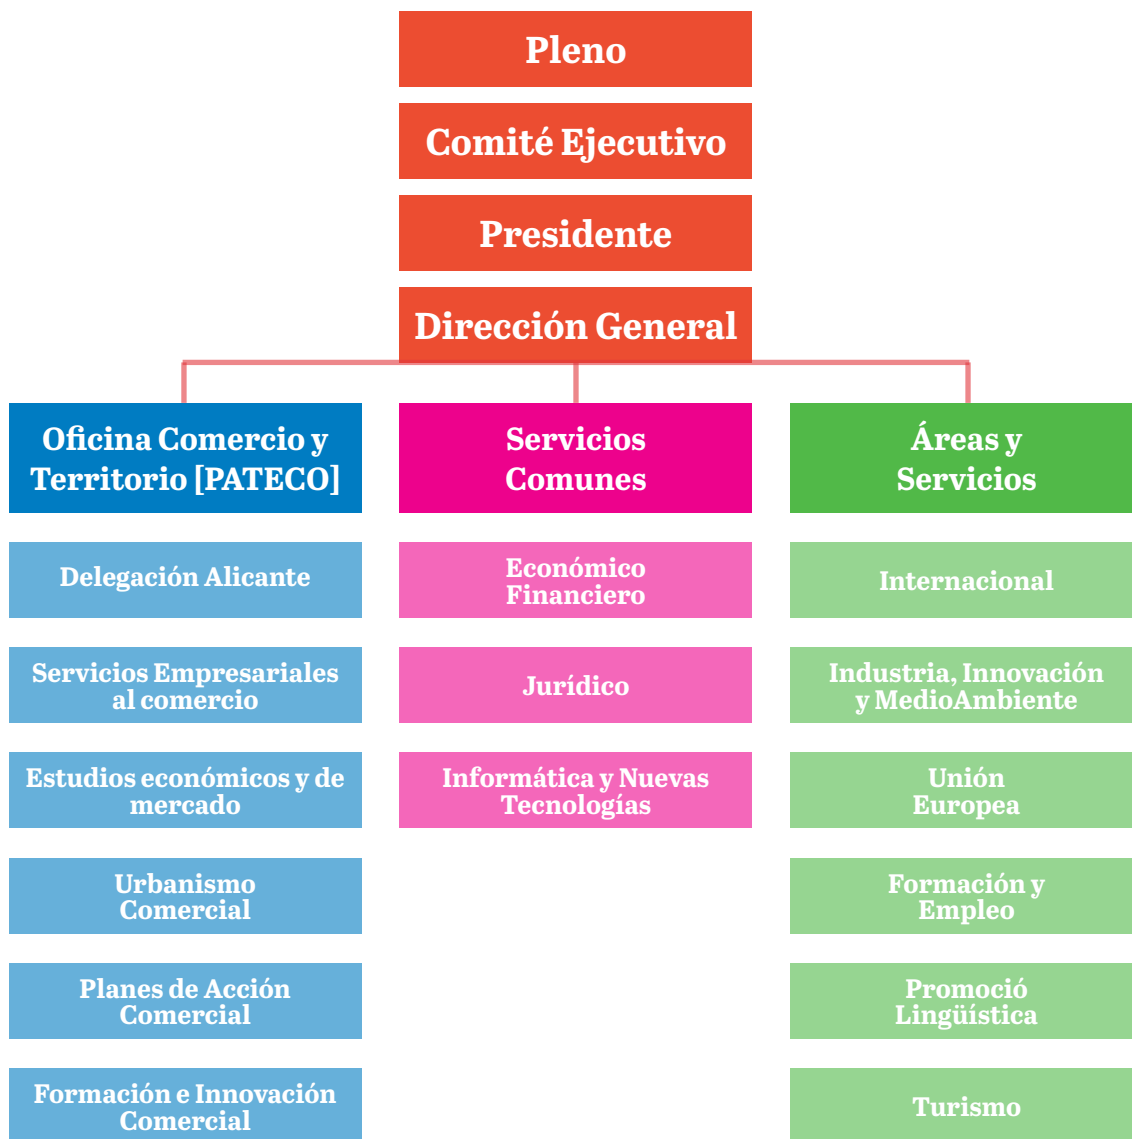 Pleno
Comité Ejecutivo
Presidente
Dirección General
Oficina Comercio y
Territorio [PATECO]
Delegación Alicante
Servicios Empresariales
al comercio
Estudios económicos y de
mercado
Urbanismo
Comercial
Planes de Acción
Comercial
Formación e Innovación
Comercial
Servicios
Comunes
Económico
Financiero
Jurídico
Informática y Nuevas
Tecnologías
Áreas y
Servicios
Internacional
Industria, Innovación
y MedioAmbiente
Unión
Europea
Formación y
Empleo
Promoció
Lingüística
Turismo